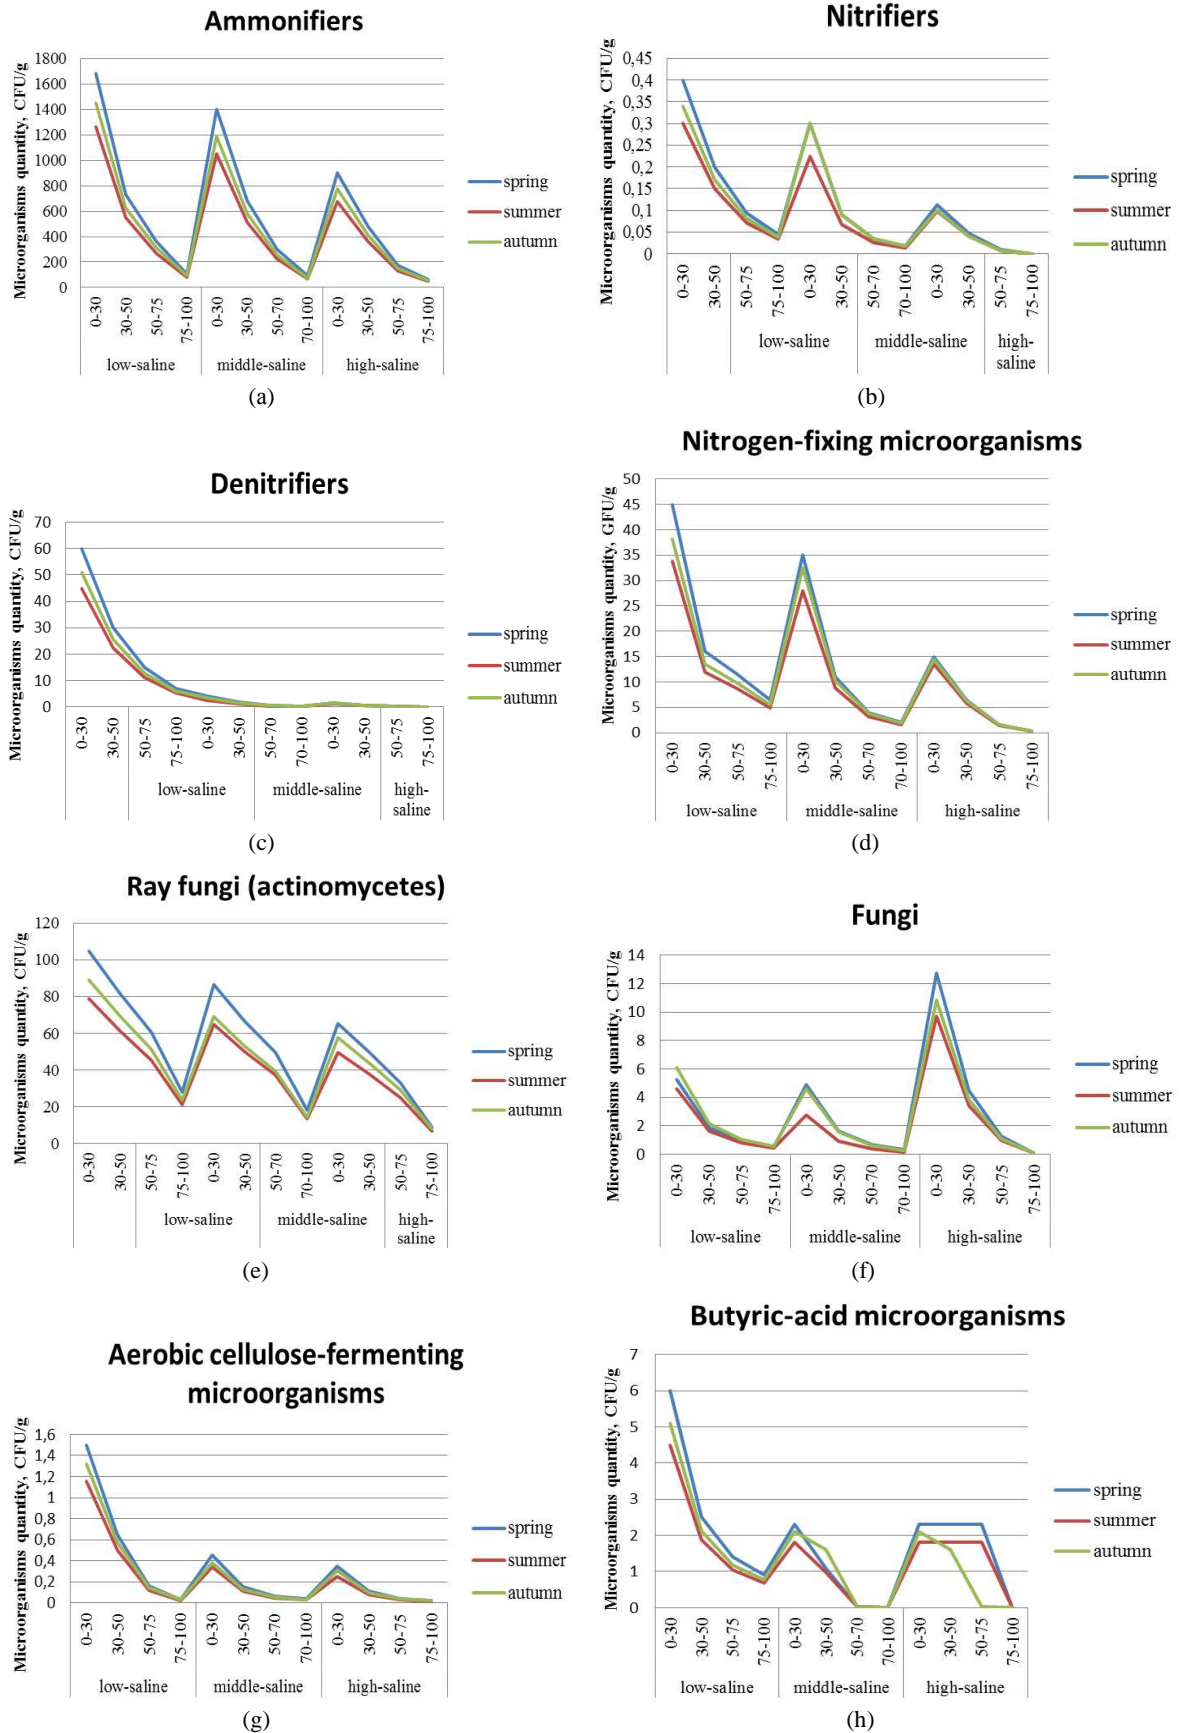 Ammonifiers
Microorganisms quantity, CFU/g
1800
1600
1400
1200
1000
800
600
400
200
0
0-30
30-50
50-75
75-100
0-30
30-50
50-70
70-100
0-30
30-50
50-75
75-100
low-saline
middle-saline
high-saline
spring
summer
autumn
(a)
Nitrifiers
Microorganisms quantity, CFU/g
0,45
0,4
0,35
0,3
0,25
0,2
0,15
0,1
0,05
0
0-30
30-50
50-75
75-100
0-30
30-50
50-70
70-100
0-30
30-50
50-75
75-100
low-saline
middle-saline
high-
saline
spring
summer
autumn
(b)
Denitrifiers
Microorganisms quantity, CFU/g
70
60
50
40
30
20
10
0
0-30
30-50
50-75
75-100
0-30
30-50
50-70
70-100
0-30
30-50
50-75
75-100
low-saline
middle-saline
high-
saline
spring
summer
autumn
(c)
Nitrogen-fixing microorganisms
Microorganisms quantity, GFU/g
50
45
40
35
30
25
20
15
10
5
0
0-30
30-50
50-75
75-100
0-30
30-50
50-70
70-100
0-30
30-50
50-75
75-100
low-saline
middle-saline
high-saline
spring
summer
autumn
(d)
Ray fungi (actinomycetes)
Microorganisms quantity, CFU/g
120
100
80
60
40
20
0
0-30
30-50
50-75
75-100
0-30
30-50
50-70
70-100
0-30
30-50
50-75
75-100
low-saline
middle-saline
high-
saline
spring
summer
autumn
(e)
Fungi
Microorganisms quantity, CFU/g
14
12
10
8
6
4
2
0
0-30
30-50
50-75
75-100
0-30
30-50
50-70
70-100
0-30
30-50
50-75
75-100
low-saline
middle-saline
high-saline
spring
summer
autumn
(f)
Aerobic cellulose-fermenting
microorganisms
Microorganisms quantity, CFU/g
1,6
1,4
1,2
1
0,8
0,6
0,4
0,2
0
0-30
30-50
50-75
75-100
0-30
30-50
50-70
70-100
0-30
30-50
50-75
75-100
low-saline
middle-saline
high-saline
spring
summer
autumn
(g)
Butyric-acid microorganisms
Microorganisms quantity, CFU/g
7
6
5
4
3
2
1
0
0-30
30-50
50-75
75-100
0-30
30-50
50-70
70-100
0-30
30-50
50-75
75-100
low-saline
middle-saline
high-saline
spring
summer
autumn
(h)